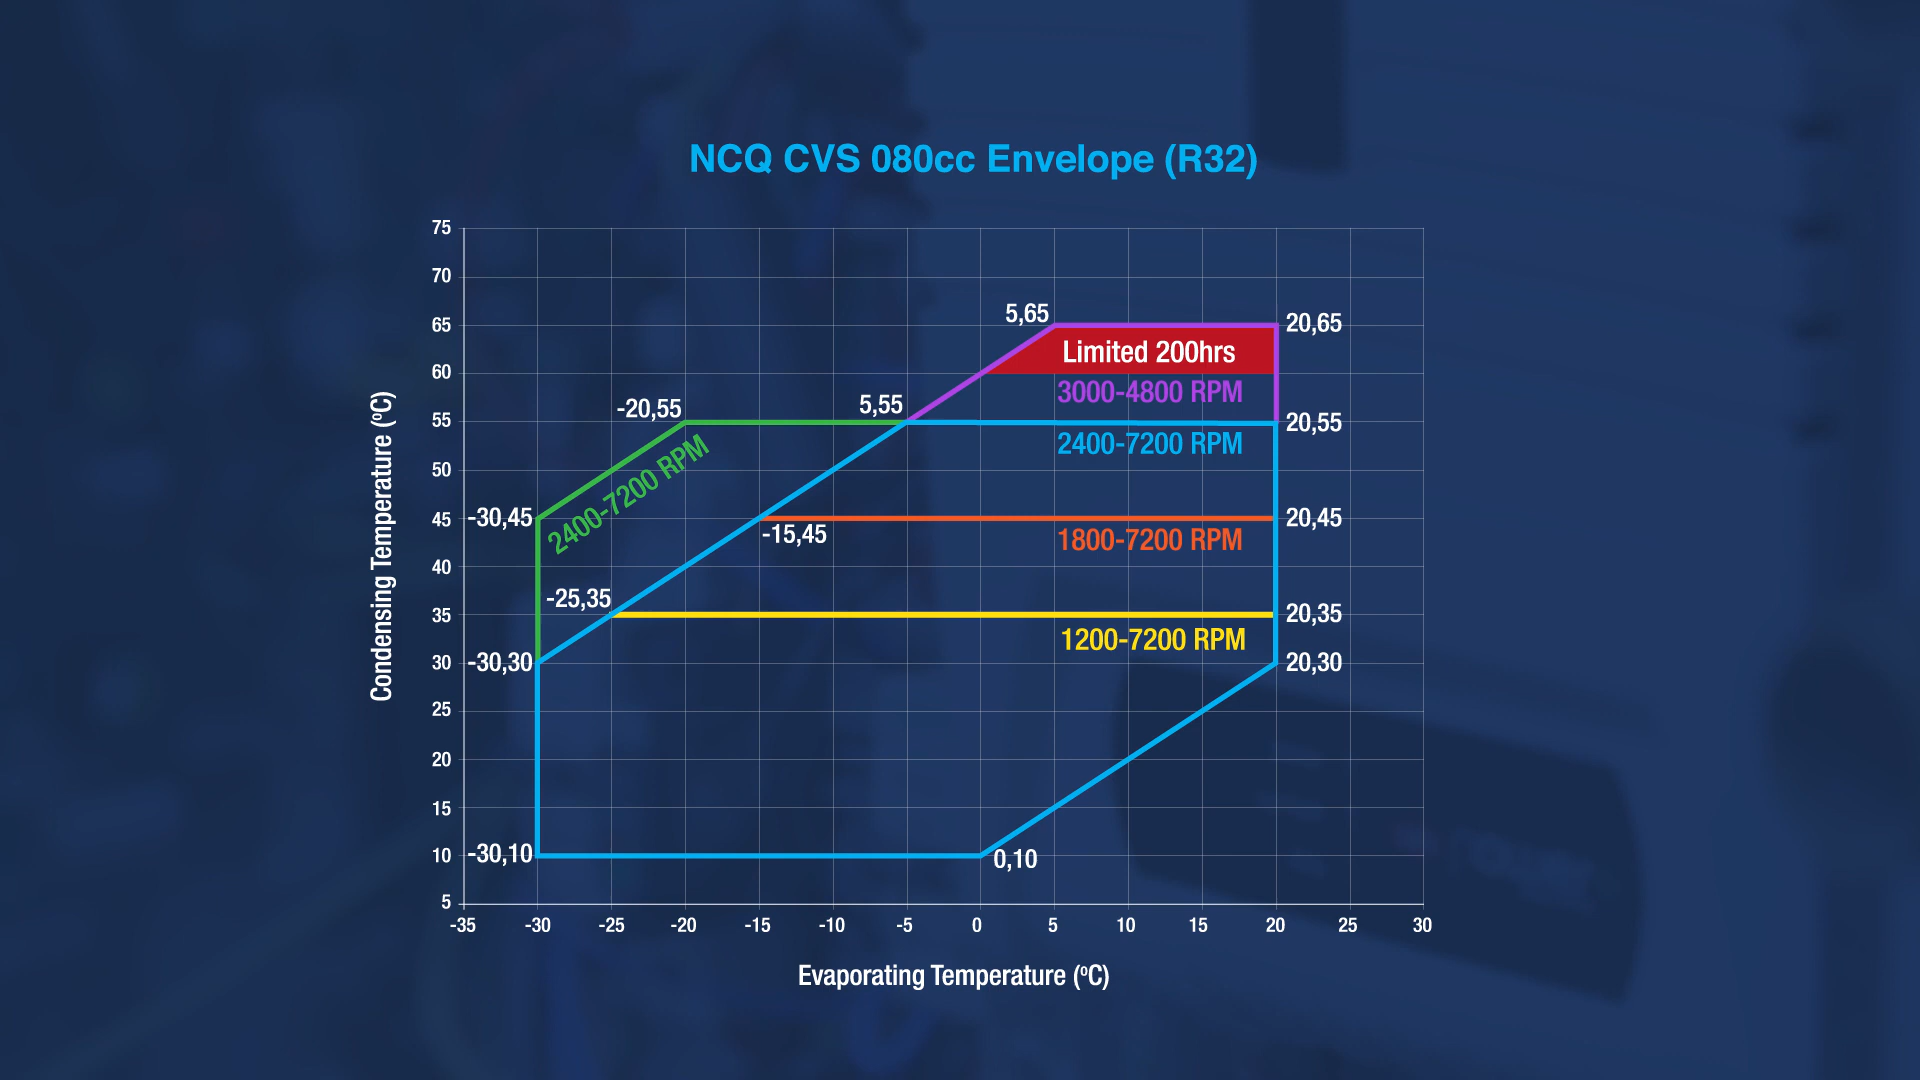 NCQ CVS 080cc Envelope (R32)
75
70
65
60
55
50
45
40
35
30
25
20
15
10
5
Condensing Temperature (ºC)
5,65
20,65
Limited 200hrs
3000-4800 RPM
-20,55
5,55
20,55
2400-7200 RPM
2400-7200 RPM
-30,45
-15,45
20,45
1800-7200 RPM
-25,35
20,35
1200-7200 RPM
-30,30
20,30
-30,10
0,10
-35 -30 -25 -20 -15 -10 -5 0 5 10 15 20 25 30
Evaporating Temperature (ºC)